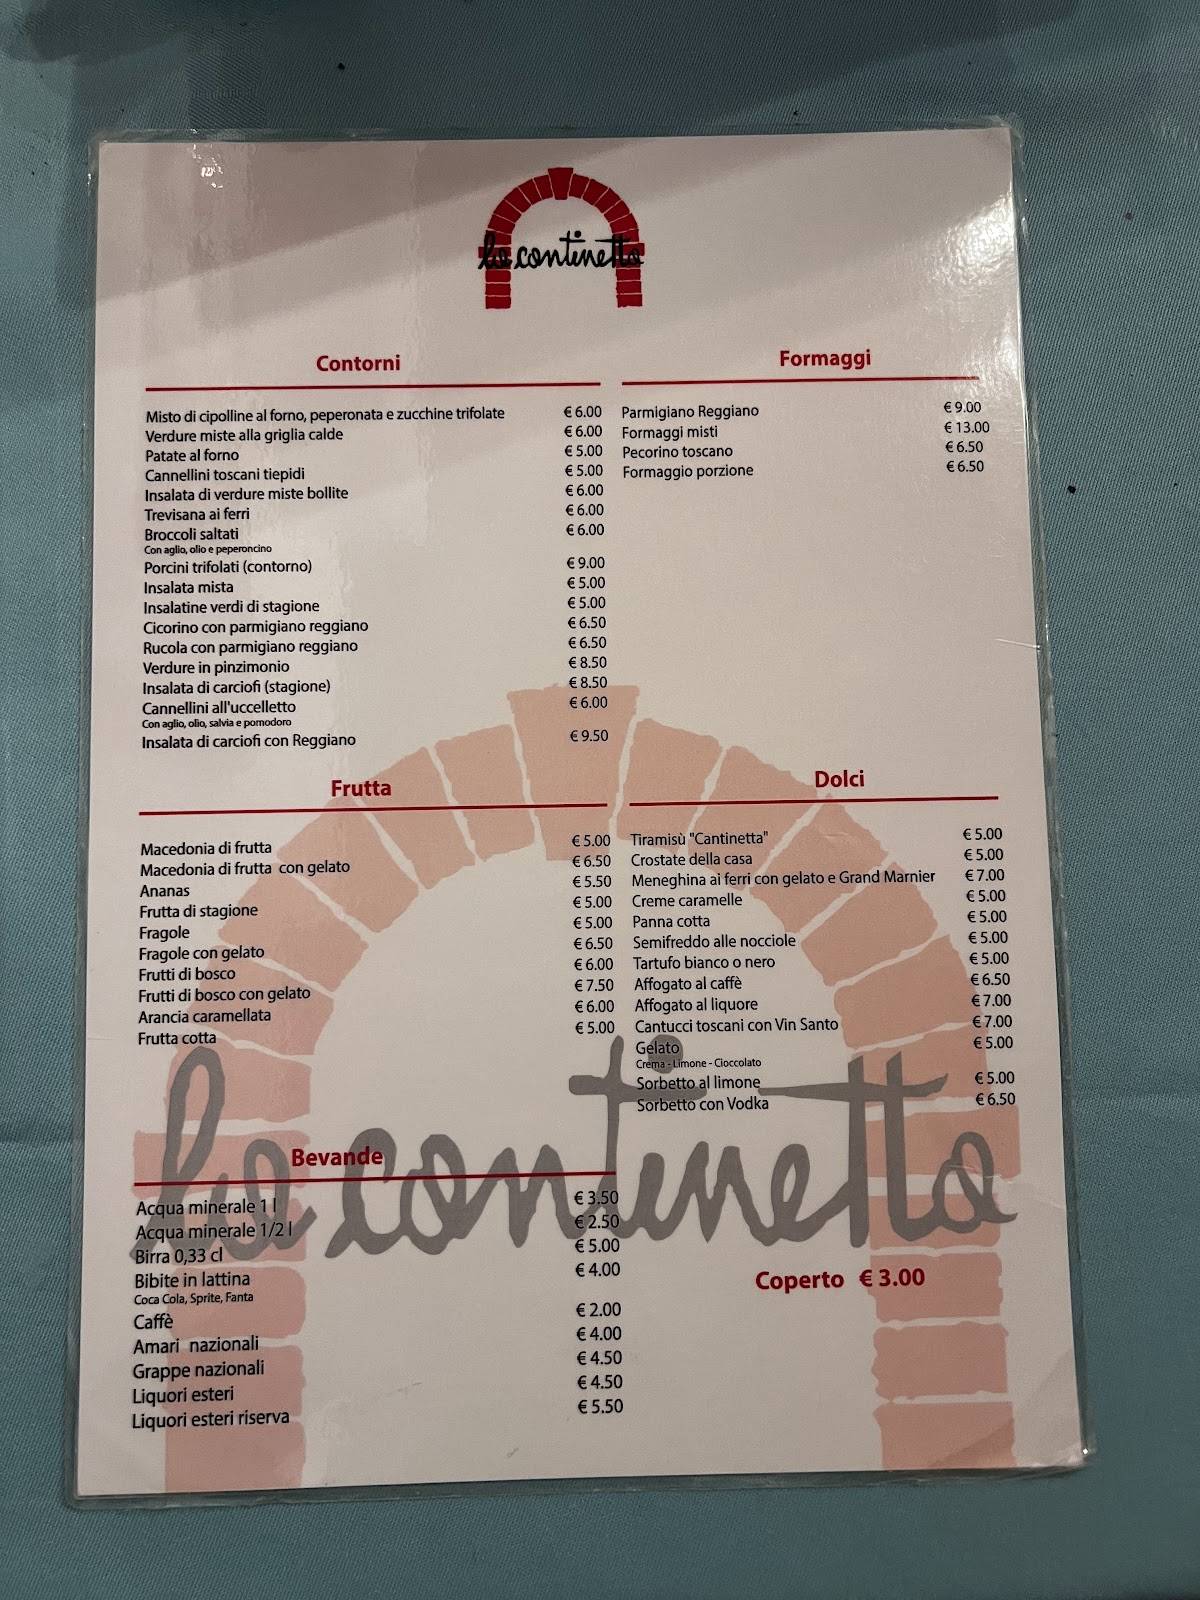 la cantinetta
Contorni
Misto di cipolline al forno, peperonata e zucchine trifolate € 6.00
Verdure miste alla griglia calde € 6.00
Patate al forno € 5.00
Cannellini toscani tiepidi € 5.00
Insalata di verdure miste bollite € 6.00
Trevisana ai ferri € 6.00
Broccoli saltati € 6.00
Con aglio, olio e peperoncino
Porcini trifolati (contorno) € 9.00
Insalata mista € 5.00
Insalatine verdi di stagione € 5.00
Cicorino con parmigiano reggiano € 6.50
Rucola con parmigiano reggiano € 6.50
Verdure in pinzimonio € 8.50
Insalata di carciofi (stagione) € 8.50
Cannellini all'uccelletto € 6.00
Con aglio, olio, salvia e pomodoro
Insalata di carciofi con Reggiano € 9.50
Formaggi
Parmigiano Reggiano € 9.00
Formaggi misti € 13.00
Pecorino toscano € 6.50
Formaggio porzione € 6.50
Frutta
Macedonia di frutta € 5.00
Macedonia di frutta con gelato € 6.50
Ananas € 5.50
Frutta di stagione € 5.00
Fragole € 5.00
Fragole con gelato € 6.50
Frutti di bosco € 6.00
Frutti di bosco con gelato € 7.50
Arancia caramellata € 6.00
Frutta cotta € 5.00
Dolci
Tiramisù "Cantinetta" € 5.00
Crostate della casa € 5.00
Meneghina ai ferri con gelato e Grand Marnier € 7.00
Creme caramelle € 5.00
Panna cotta € 5.00
Semifreddo alle nocciole € 5.00
Tartufo bianco o nero € 5.00
Affogato al caffè € 6.50
Affogato al liquore € 7.00
Cantucci toscani con Vin Santo € 7.00
Gelato € 5.00
Crema - Limone - Cioccolato
Sorbetto al limone € 5.00
Sorbetto con Vodka € 6.50
la cantinetta
Bevande
Acqua minerale 1 l € 3.50
Acqua minerale 1/2 l € 2.50
Birra 0,33 cl € 5.00
Bibite in lattina € 4.00
Coca Cola, Sprite, Fanta
Caffè € 2.00
Amari nazionali € 4.00
Grappe nazionali € 4.50
Liquori esteri € 4.50
Liquori esteri riserva € 5.50
Coperto € 3.00